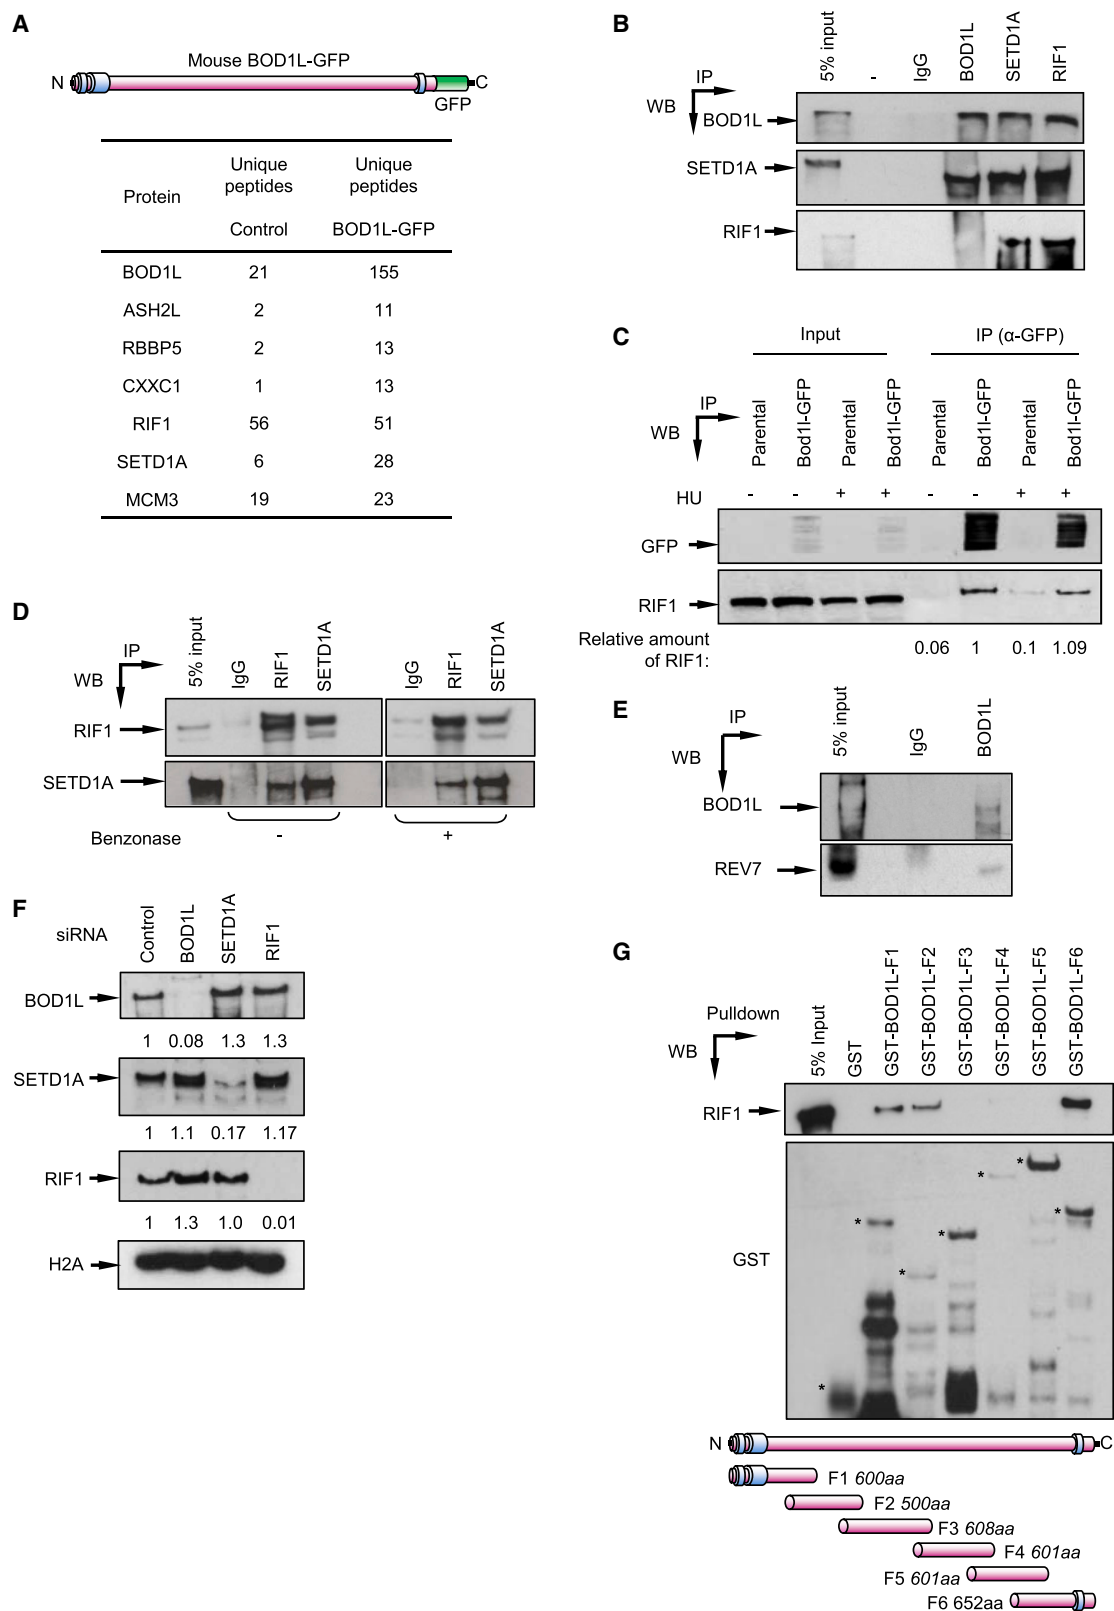 A
Mouse BOD1L-GFP
N
C
GFP
Protein
Unique peptides Control
Unique peptides BOD1L-GFP
BOD1L 21 155
ASH2L 2 11
RBBP5 2 13
CXXC1 1 13
RIF1 56 51
SETD1A 6 28
MCM3 19 23
B
IP
WB
5% input - IgG BOD1L SETD1A RIF1
BOD1L
SETD1A
RIF1
C
Input IP (α-GFP)
IP
WB
Parental Bod1l-GFP Parental Bod1l-GFP Parental Bod1l-GFP Parental Bod1l-GFP
HU - - + + - - + +
GFP
RIF1
Relative amount of RIF1: 0.06 1 0.1 1.09
D
IP
WB
5% input IgG RIF1 SETD1A IgG RIF1 SETD1A
RIF1
SETD1A
Benzonase - +
E
IP
WB
5% input IgG BOD1L
BOD1L
REV7
F
siRNA Control BOD1L SETD1A RIF1
BOD1L
1 0.08 1.3 1.3
SETD1A
1 1.1 0.17 1.17
RIF1
1 1.3 1.0 0.01
H2A
G
Pulldown
WB
5% Input GST GST-BOD1L-F1 GST-BOD1L-F2 GST-BOD1L-F3 GST-BOD1L-F4 GST-BOD1L-F5 GST-BOD1L-F6
RIF1
GST
* * * * * * *
N
C
F1 600aa
F2 500aa
F3 608aa
F4 601aa
F5 601aa
F6 652aa